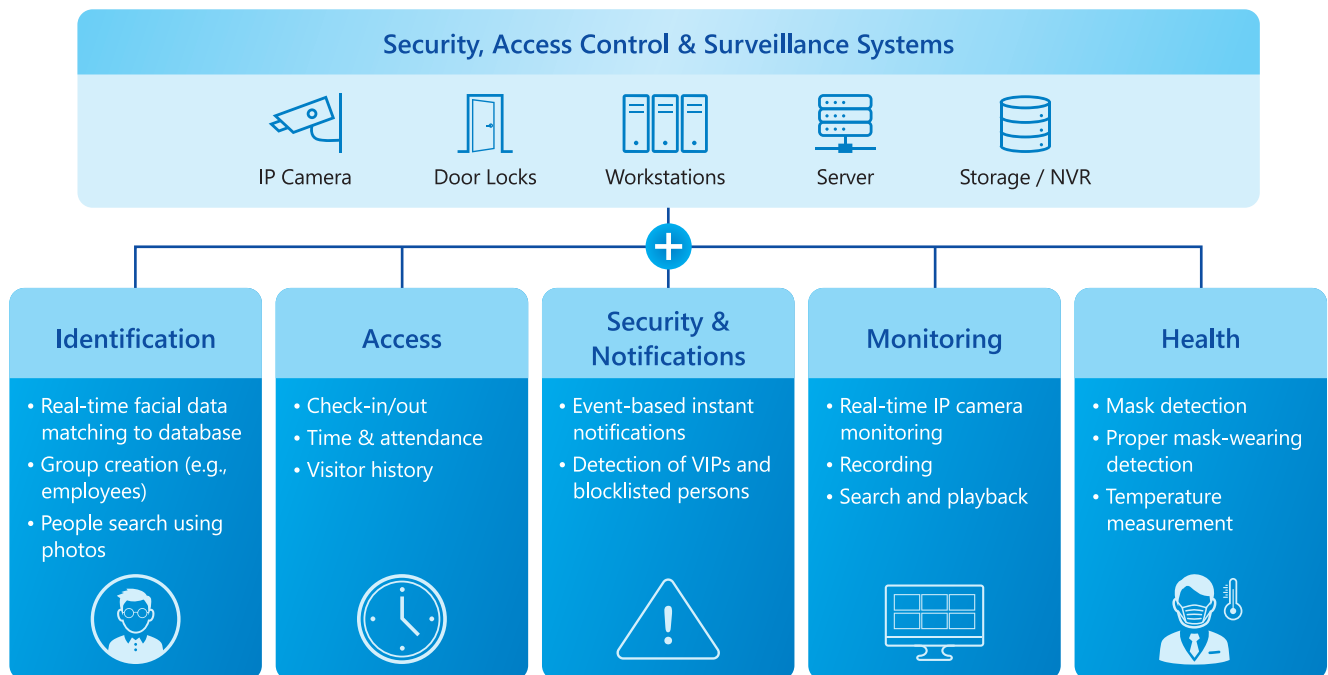 Security, Access Control & Surveillance Systems
IP Camera
Door Locks
Workstations
Server
Storage / NVR
Identification
• Real-time facial data
matching to database
• Group creation (e.g.,
employees)
• People search using
photos
Access
• Check-in/out
• Time & attendance
• Visitor history
Security &
Notifications
• Event-based instant
notifications
• Detection of VIPs and
blocklisted persons
Monitoring
• Real-time IP camera
monitoring
• Recording
• Search and playback
Health
• Mask detection
• Proper mask-wearing
detection
• Temperature
measurement